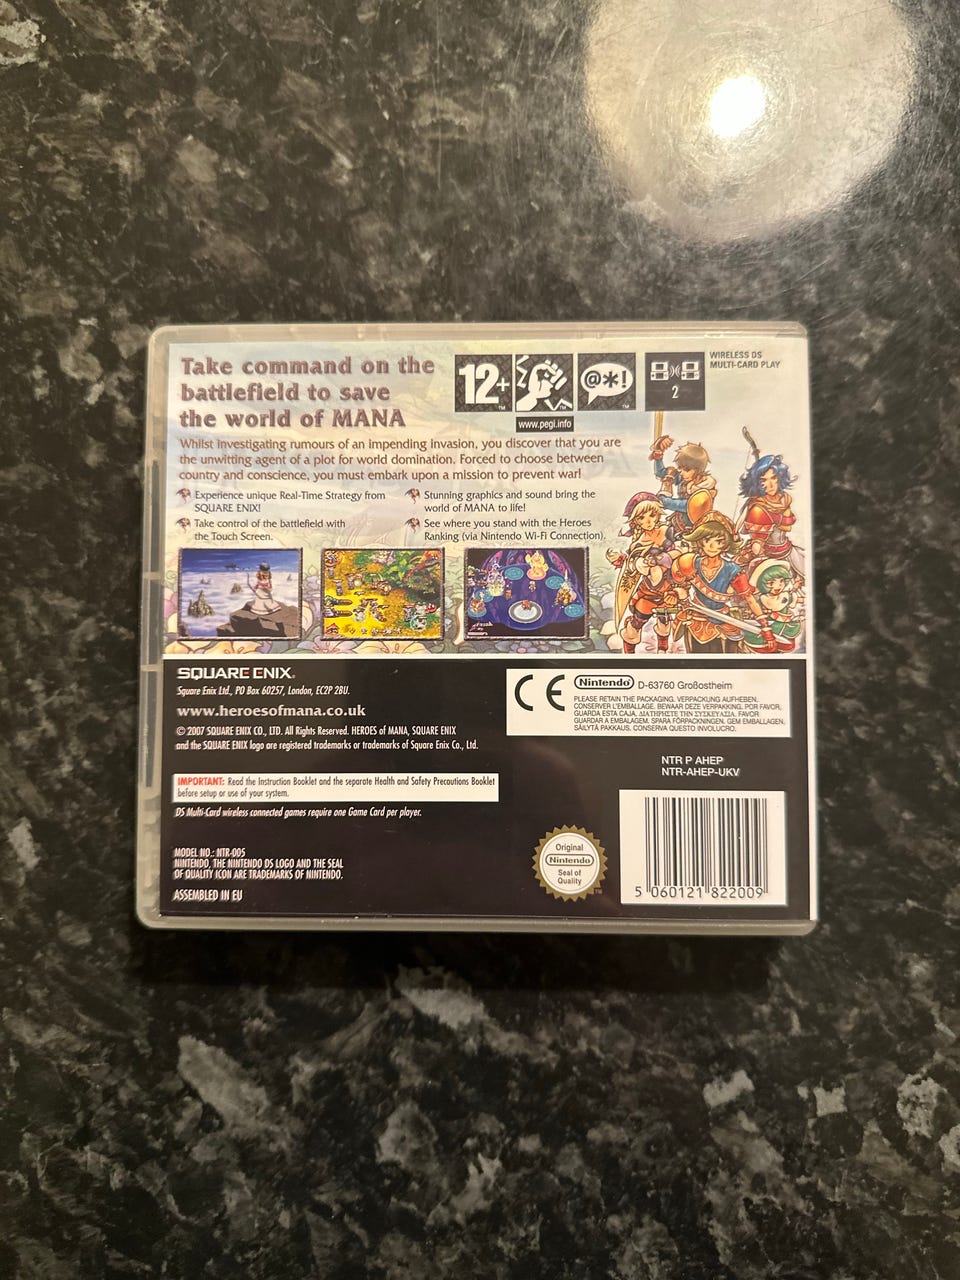 Take command on the
battlefield to save
the world of MANA
12+
@*!
www.pegi.info
2
WIRELESS DS
MULTI-CARD PLAY
Whilst investigating rumours of an impending invasion, you discover that you are
the unwitting agent of a plot for world domination. Forced to choose between
country and conscience, you must embark upon a mission to prevent war!
Experience unique Real-Time Strategy from
SQUARE ENIX!
Take control of the battlefield with
the Touch Screen.
Stunning graphics and sound bring the
world of MANA to life!
See where you stand with the Heroes
Ranking (via Nintendo Wi-Fi Connection).
SQUARE ENIX®
Square Enix Ltd., PO Box 60257, London, EC2P 2BU.
www.heroesofmana.co.uk
© 2007 SQUARE ENIX CO., LTD. All Rights Reserved. HEROES of MANA, SQUARE ENIX
and the SQUARE ENIX logo are registered trademarks or trademarks of Square Enix Co., Ltd.
IMPORTANT: Read the Instruction Booklet and the separate Health and Safety Precautions Booklet
before setup or use of your system.
DS Multi-Card wireless connected games require one Game Card per player.
MODEL NO.: NTR-005
NINTENDO, THE NINTENDO DS LOGO AND THE SEAL
OF QUALITY ICON ARE TRADEMARKS OF NINTENDO.
ASSEMBLED IN EU
CE
Nintendo® D-63760 Großostheim
PLEASE RETAIN THE PACKAGING. VERPACKUNG AUFHEBEN.
CONSERVER L'EMBALLAGE. BEWAAR DEZE VERPAKKING. POR FAVOR,
GUARDA ESTA CAJA. ΔΙΑΤΗΡΗΣΤΕ ΤΗΝ ΣΥΣΚΕΥΑΣΙΑ. FAVOR
GUARDAR A EMBALAGEM. SPARA FÖRPACKNINGEN. GEM EMBALLAGEN.
SÄILYTÄ PAKKAUS. CONSERVA QUESTO INVOLUCRO.
NTR P AHEP
NTR-AHEP-UKV
Original
Nintendo®
Seal of
Quality
5 060121 822009